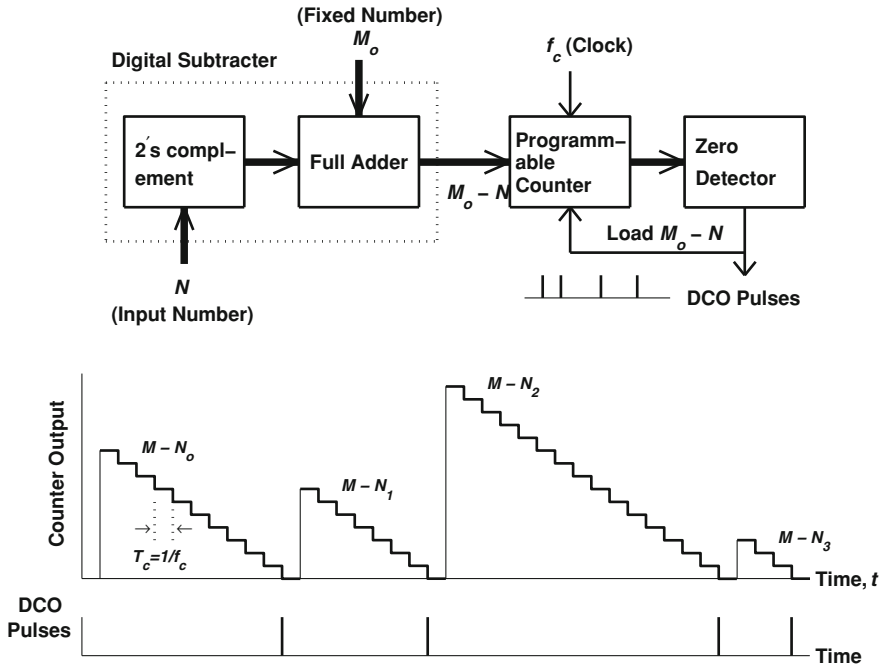 (Fixed Number)
Mo
Digital Subtracter
fc (Clock)
2's compl-
ement
Full Adder
Programm-
able
Counter
Zero
Detector
Mo – N
Load Mo – N
N
(Input Number)
DCO Pulses
Counter Output
M – No
M – N1
M – N2
M – N3
Tc=1/fc
Time, t
DCO
Pulses
Time